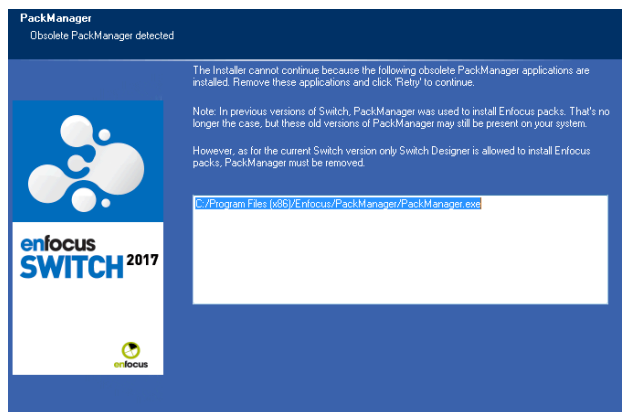 PackManager
Obsolete PackManager detected
The Installer cannot continue because the following obsolete PackManager applications are
installed. Remove these applications and click 'Retry' to continue.
Note: In previous versions of Switch, PackManager was used to install Enfocus packs. That's no
longer the case, but these old versions of PackManager may still be present on your system.
However, as for the current Switch version only Switch Designer is allowed to install Enfocus
packs, PackManager must be removed.
C:/Program Files (x86)/Enfocus/PackManager/PackManager.exe
enfocus
SWITCH 2017
enfocus